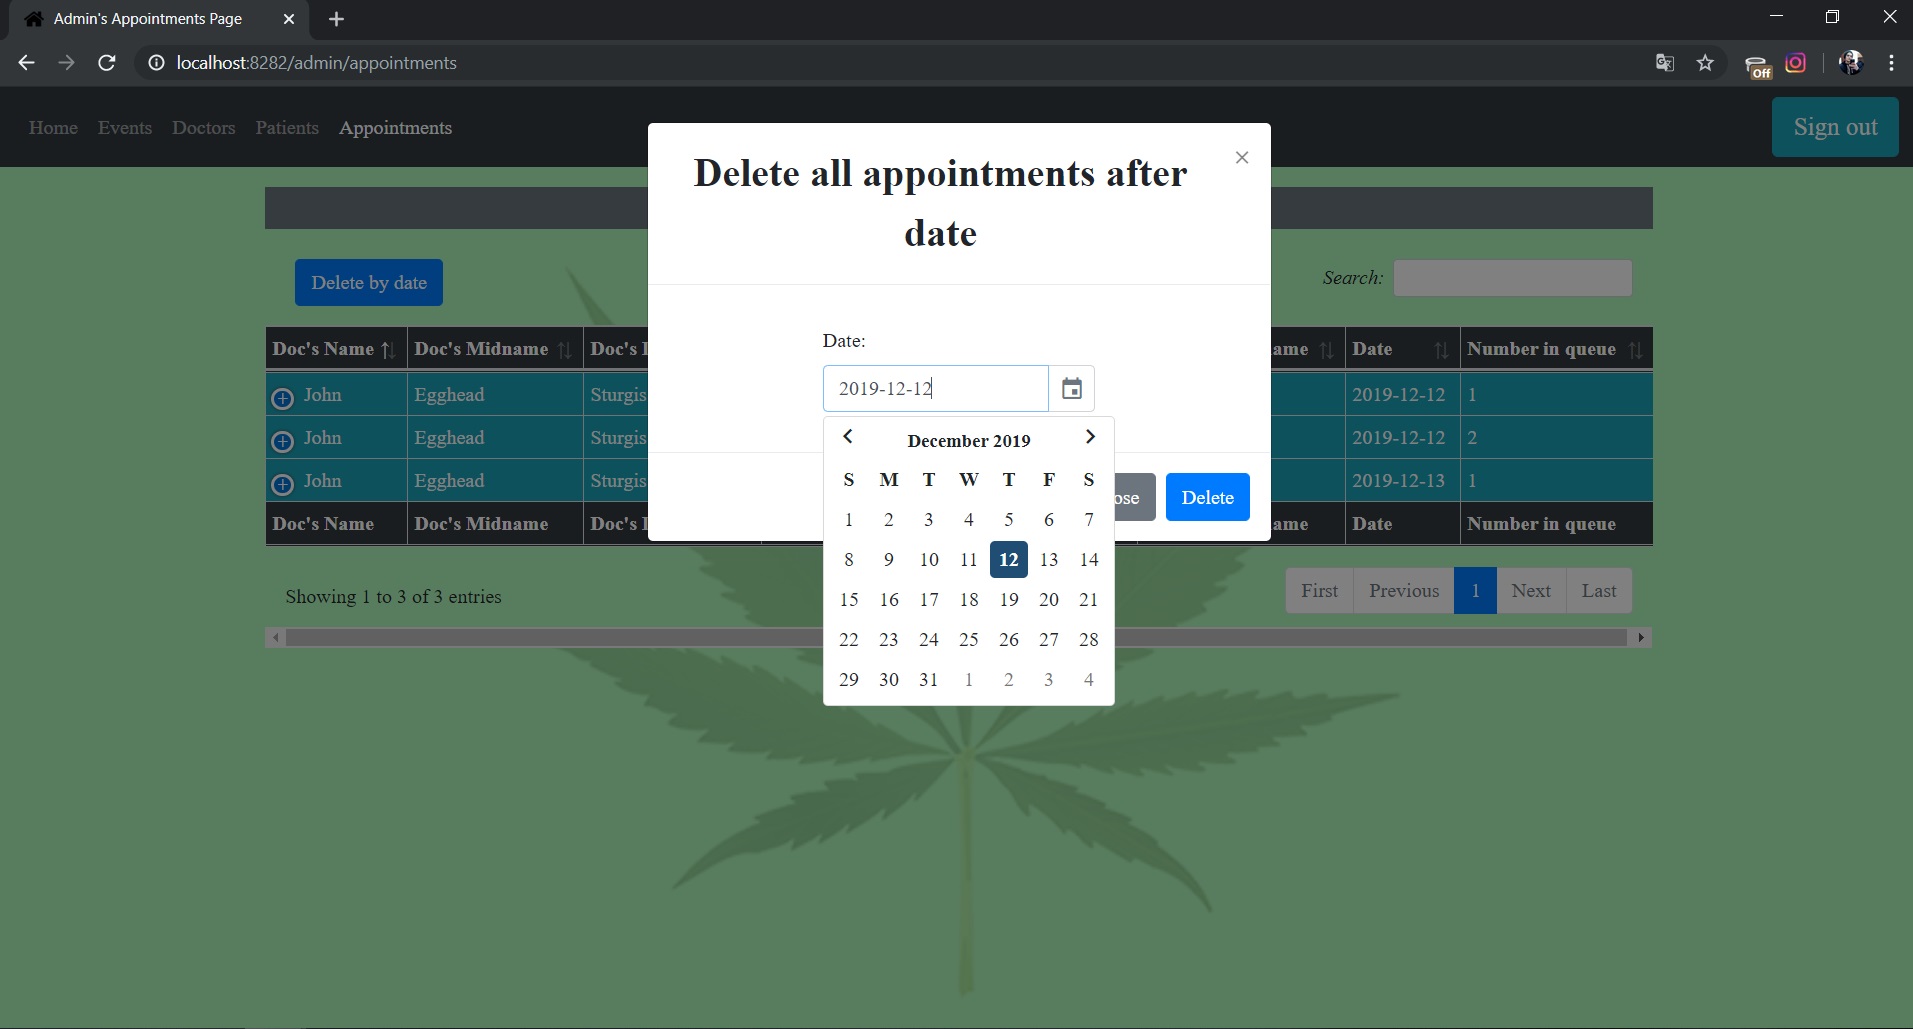 Admin's Appointments Page
localhost:8282/admin/appointments
Off
Home Events Doctors Patients Appointments
Sign out
Delete all appointments after
date
Delete by date
Search:
Date:
2019-12-12
Doc's Name Doc's Midname Doc's ame Date Number in queue
John Egghead Sturgis 2019-12-12 1
John Egghead Sturgis 2019-12-12 2
John Egghead Sturgis 2019-12-13 1
Doc's Name Doc's Midname Doc's ame Date Number in queue
December 2019
S M T W T F S
1 2 3 4 5 6 7
8 9 10 11 12 13 14
15 16 17 18 19 20 21
22 23 24 25 26 27 28
29 30 31 1 2 3 4
ose Delete
Showing 1 to 3 of 3 entries
First Previous 1 Next Last